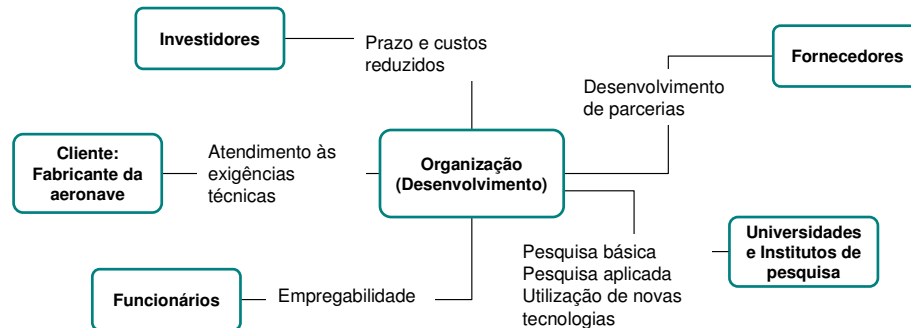 Investidores
Prazo e custos
reduzidos
Fornecedores
Desenvolvimento
de parcerias
Cliente:
Fabricante da
aeronave
Atendimento às
exigências
técnicas
Organização
(Desenvolvimento)
Universidades
e Institutos de
pesquisa
Pesquisa básica
Pesquisa aplicada
Utilização de novas
tecnologias
Funcionários
Empregabilidade